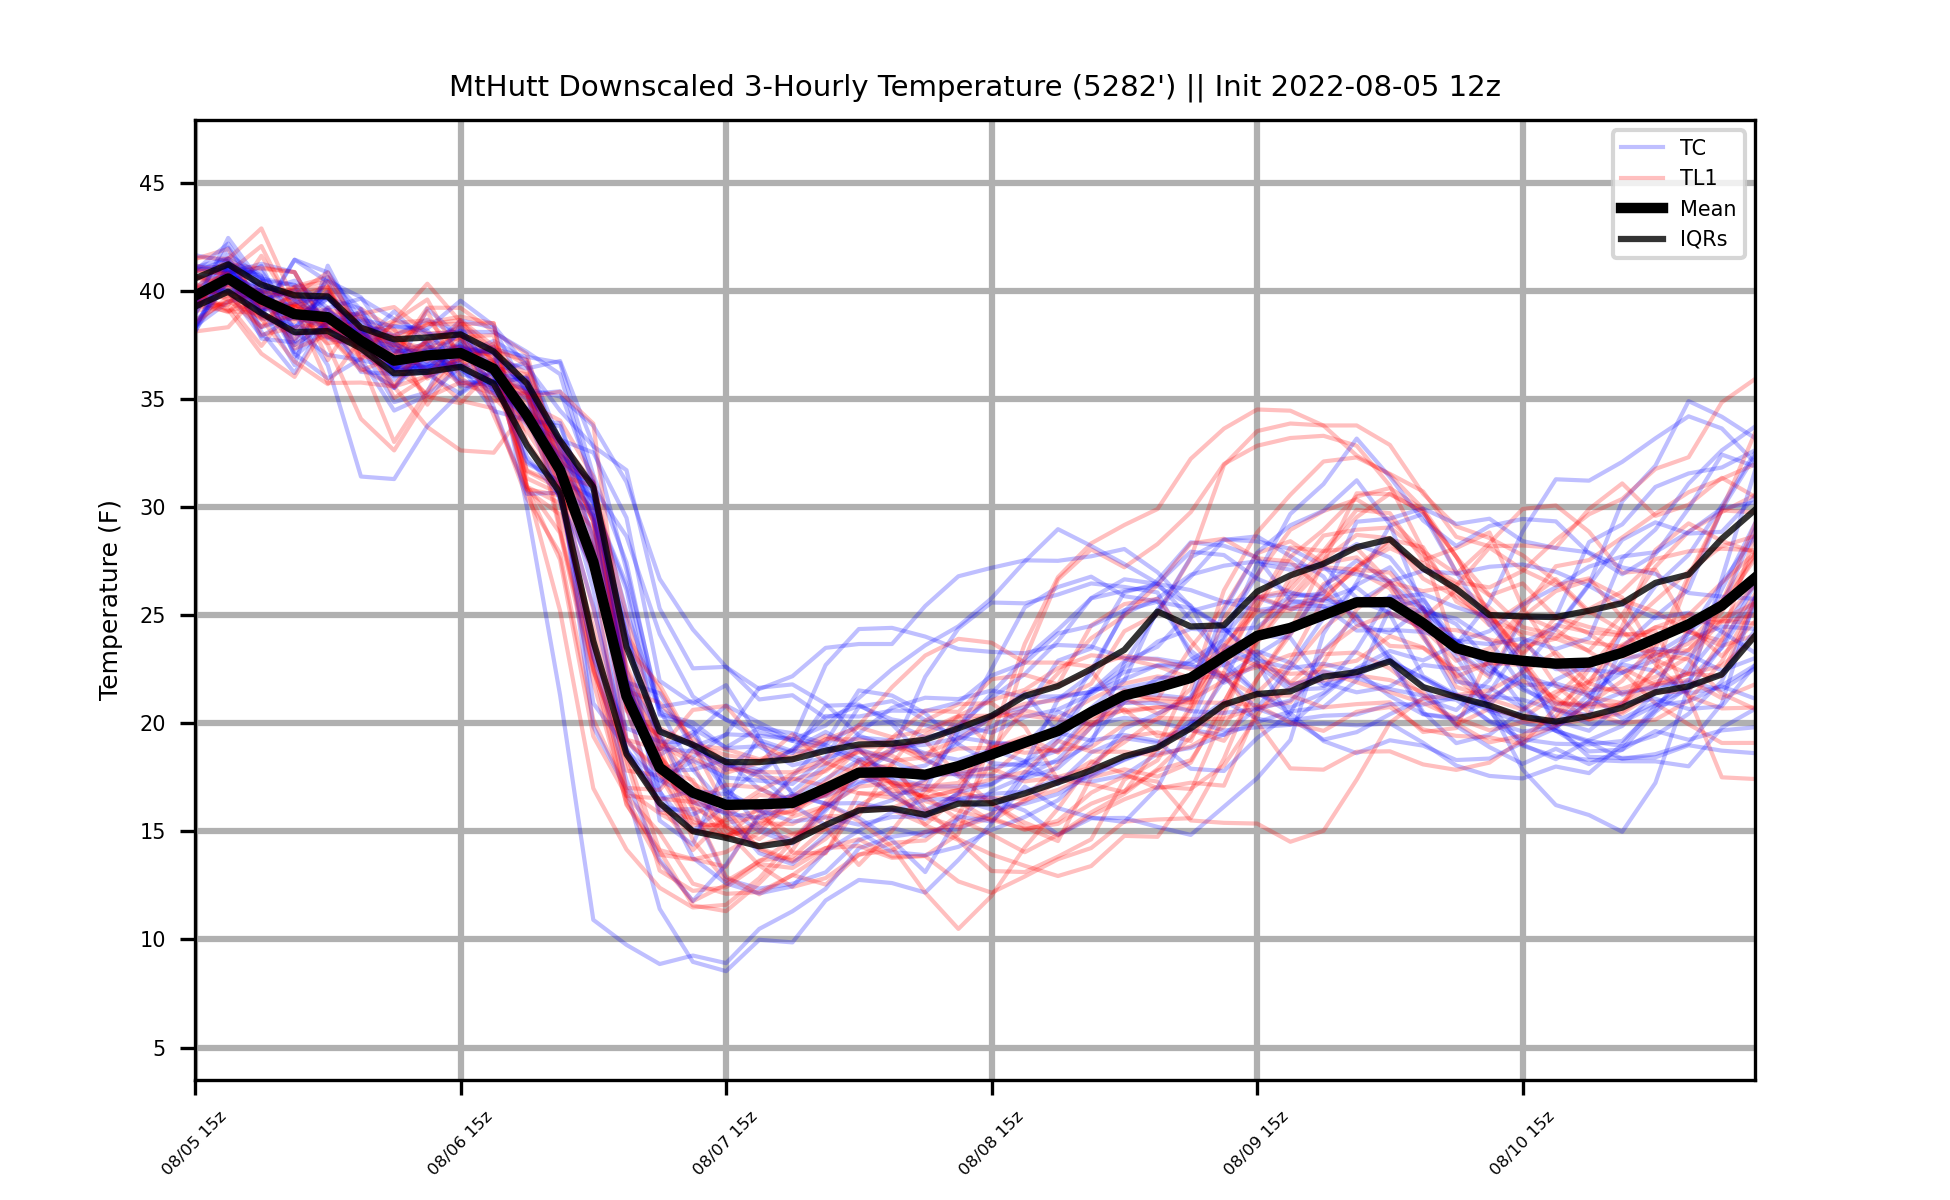 MtHutt Downscaled 3-Hourly Temperature (5282') || Init 2022-08-05 12z
TC
TL1
Mean
IQRs
Temperature (F)
45
40
35
30
25
20
15
10
5
08/05 15z
08/06 15z
08/07 15z
08/08 15z
08/09 15z
08/10 15z